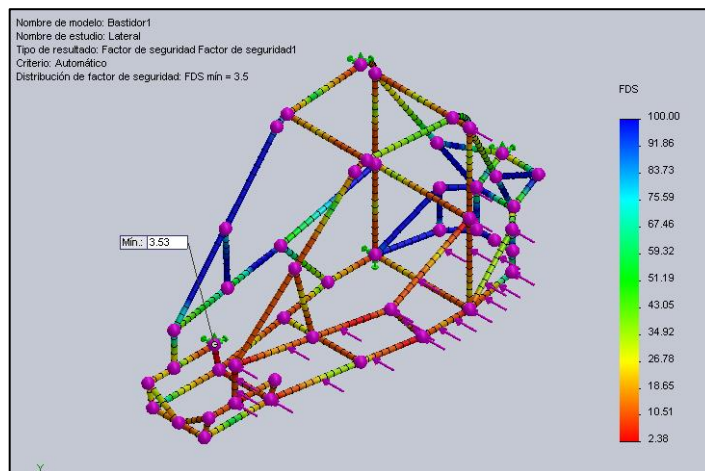 Nombre de modelo: Bastidor1
Nombre de estudio: Lateral
Tipo de resultado: Factor de seguridad Factor de seguridad1
Criterio: Automático
Distribución de factor de seguridad: FDS mín = 3.5
FDS
100.00
91.86
83.73
75.59
67.46
59.32
51.19
43.05
34.92
26.78
18.65
10.51
2.38
Mín.: 3.53
Y